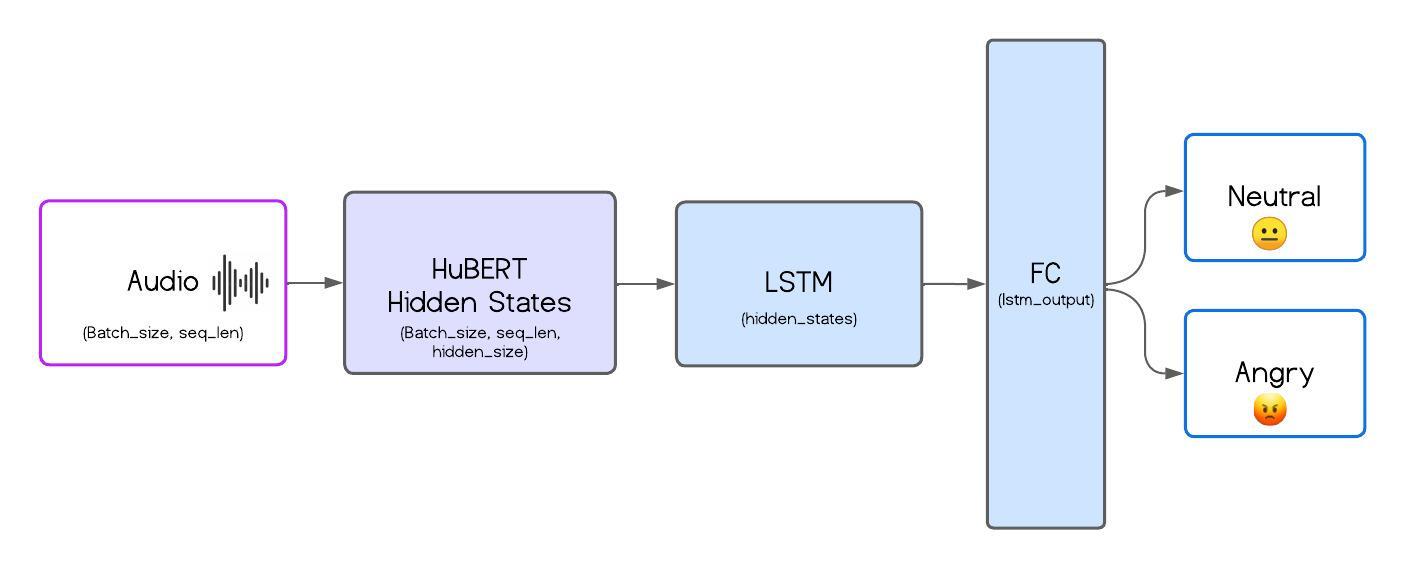 Audio
(Batch_size, seq_len)
HuBERT
Hidden States
(Batch_size, seq_len,
hidden_size)
LSTM
(hidden_states)
FC
(lstm_output)
Neutral
Angry